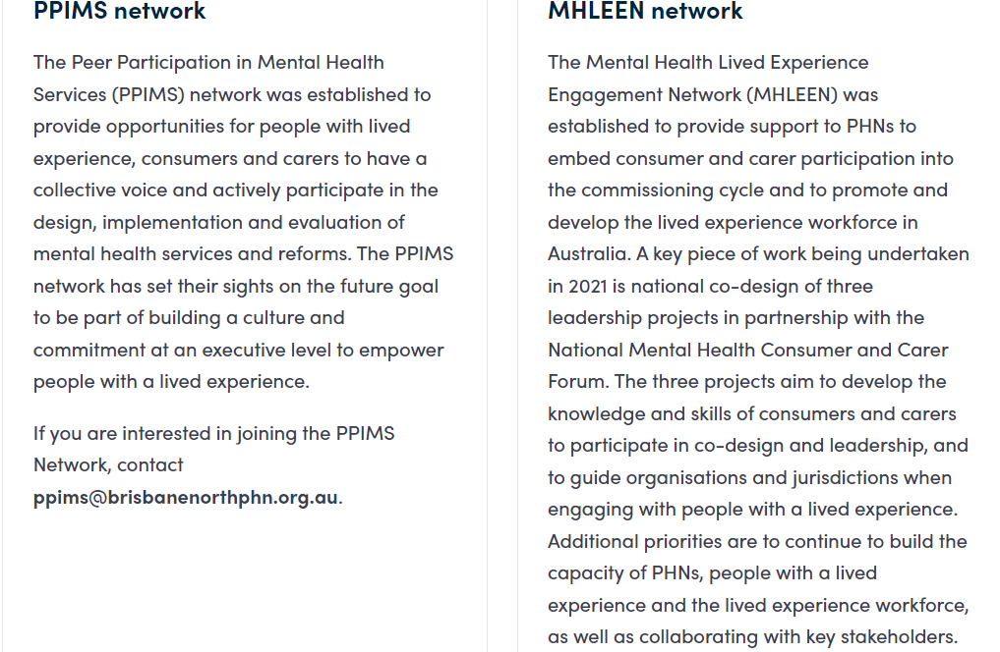 PPIMS network
The Peer Participation in Mental Health
Services (PPIMS) network was established to
provide opportunities for people with lived
experience, consumers and carers to have a
collective voice and actively participate in the
design, implementation and evaluation of
mental health services and reforms. The PPIMS
network has set their sights on the future goal
to be part of building a culture and
commitment at an executive level to empower
people with a lived experience.
If you are interested in joining the PPIMS
Network, contact
ppims@brisbanenorthphn.org.au.
MHLEEN network
The Mental Health Lived Experience
Engagement Network (MHLEEN) was
established to provide support to PHNs to
embed consumer and carer participation into
the commissioning cycle and to promote and
develop the lived experience workforce in
Australia. A key piece of work being undertaken
in 2021 is national co-design of three
leadership projects in partnership with the
National Mental Health Consumer and Carer
Forum. The three projects aim to develop the
knowledge and skills of consumers and carers
to participate in co-design and leadership, and
to guide organisations and jurisdictions when
engaging with people with a lived experience.
Additional priorities are to continue to build the
capacity of PHNs, people with a lived
experience and the lived experience workforce,
as well as collaborating with key stakeholders.